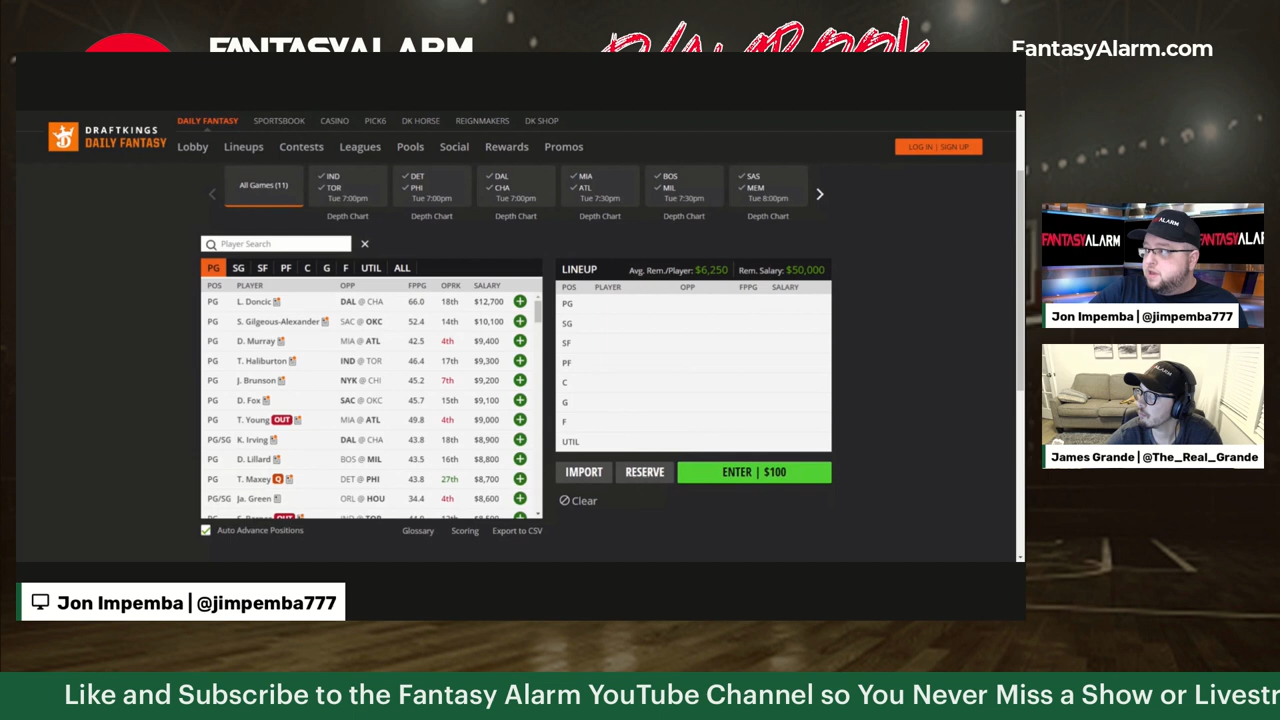 FANTASYALARM
PLAYBOOK
FantasyAlarm.com
DRAFTKINGS
DAILY FANTASY
DAILY FANTASY SPORTSBOOK CASINO PICK6 DK HORSE REIGNMAKERS DK SHOP
Lobby Lineups Contests Leagues Pools Social Rewards Promos
LOG IN | SIGN UP
All Games (11)
IND
TOR
Tue 7:00pm
Depth Chart
DET
PHI
Tue 7:00pm
Depth Chart
DAL
CHA
Tue 7:00pm
Depth Chart
MIA
ATL
Tue 7:30pm
Depth Chart
BOS
MIL
Tue 7:30pm
Depth Chart
SAS
MEM
Tue 8:00pm
Depth Chart
Player Search
PG SG SF PF C G F UTIL ALL
POS PLAYER OPP FPPG OPRK SALARY
PG L. Doncic DAL @ CHA 66.0 18th $12,700
PG S. Gilgeous-Alexander SAC @ OKC 52.4 14th $10,100
PG D. Murray MIA @ ATL 42.5 4th $9,400
PG T. Haliburton IND @ TOR 46.4 17th $9,300
PG J. Brunson NYK @ CHI 45.2 7th $9,200
PG D. Fox SAC @ OKC 45.7 15th $9,100
PG T. Young OUT MIA @ ATL 49.8 4th $9,000
PG/SG K. Irving DAL @ CHA 43.8 18th $8,900
PG D. Lillard BOS @ MIL 43.5 16th $8,800
PG T. Maxey Q DET @ PHI 43.8 27th $8,700
PG/SG Ja. Green ORL @ HOU 34.4 4th $8,600
Auto Advance Positions
Glossary Scoring Export to CSV
LINEUP Avg. Rem./Player: $6,250 Rem. Salary: $50,000
POS PLAYER OPP FPPG SALARY
PG
SG
SF
PF
C
G
F
UTIL
IMPORT RESERVE ENTER | $100
Clear
FANTASYALARM
Jon Impemba | @jimpemba777
James Grande | @The_Real_Grande
Jon Impemba | @jimpemba777
Like and Subscribe to the Fantasy Alarm YouTube Channel so You Never Miss a Show or Livestr